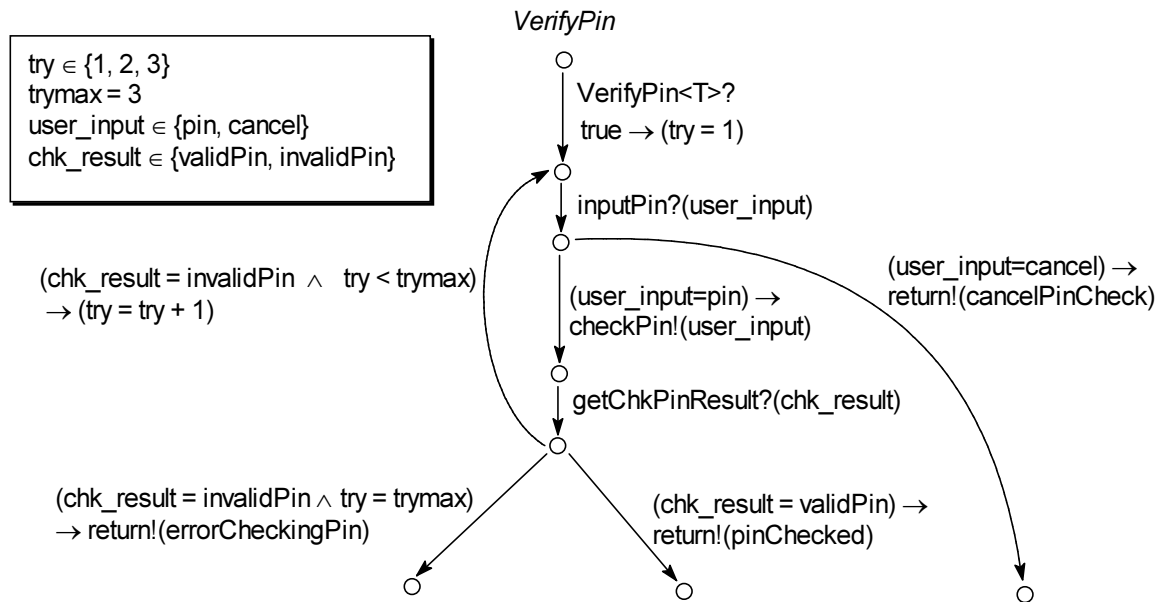 VerifyPin
try ∈ {1, 2, 3}
trymax = 3
user_input ∈ {pin, cancel}
chk_result ∈ {validPin, invalidPin}
VerifyPin<T>?
true → (try = 1)
inputPin?(user_input)
(chk_result = invalidPin ∧ try < trymax)
→ (try = try + 1)
(user_input=pin) →
checkPin!(user_input)
(user_input=cancel) →
return!(cancelPinCheck)
getChkPinResult?(chk_result)
(chk_result = invalidPin ∧ try = trymax)
→ return!(errorCheckingPin)
(chk_result = validPin) →
return!(pinChecked)